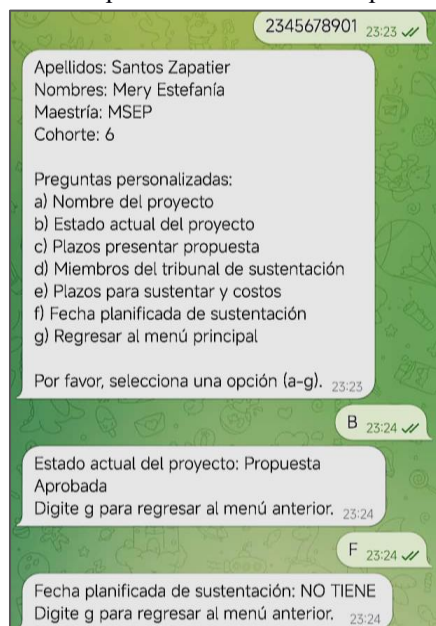 2345678901 23:23
Apellidos: Santos Zapatier
Nombres: Mery Estefanía
Maestría: MSEP
Cohorte: 6
Preguntas personalizadas:
a) Nombre del proyecto
b) Estado actual del proyecto
c) Plazos presentar propuesta
d) Miembros del tribunal de sustentación
e) Plazos para sustentar y costos
f) Fecha planificada de sustentación
g) Regresar al menú principal
Por favor, selecciona una opción (a-g). 23:23
B 23:24
Estado actual del proyecto: Propuesta
Aprobada
Digite g para regresar al menú anterior. 23:24
F 23:24
Fecha planificada de sustentación: NO TIENE
Digite g para regresar al menú anterior. 23:24